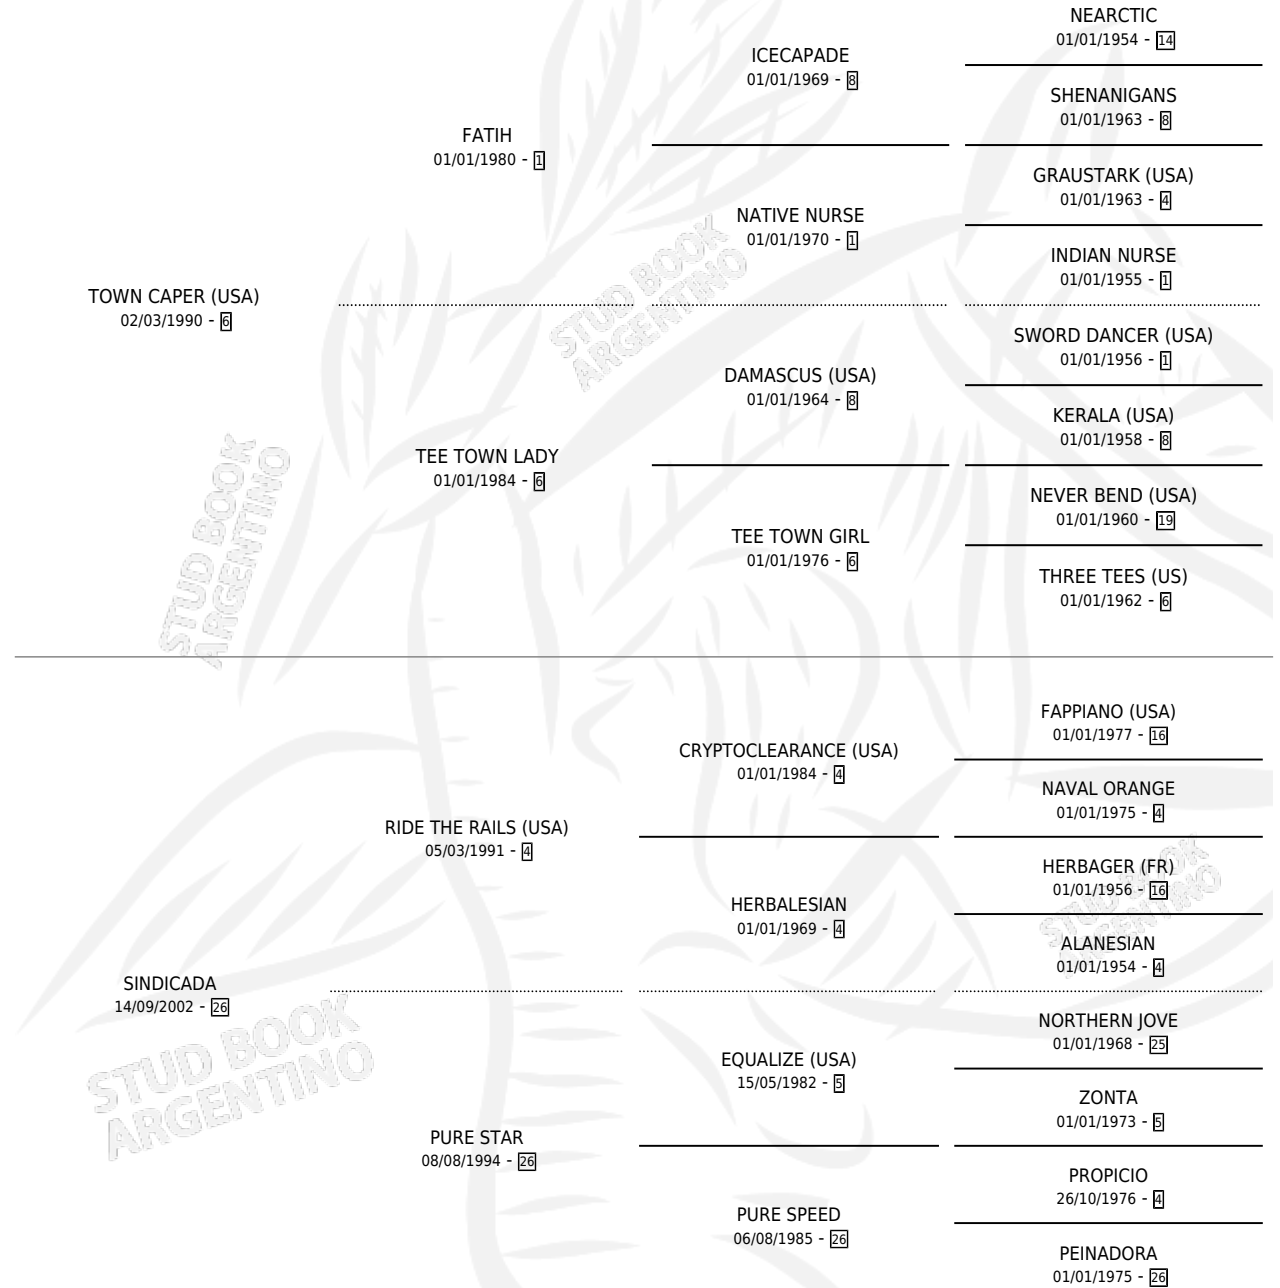 NEARCTIC
01/01/1954 - 14
ICECAPADE
01/01/1969 - 8
SHENANIGANS
01/01/1963 - 8
FATIH
01/01/1980 - 1
GRAUSTARK (USA)
01/01/1963 - 4
NATIVE NURSE
01/01/1970 - 1
INDIAN NURSE
01/01/1955 - 1
TOWN CAPER (USA)
02/03/1990 - 6
STUD BOOK
ARGENTINO
SWORD DANCER (USA)
01/01/1956 - 1
DAMASCUS (USA)
01/01/1964 - 8
KERALA (USA)
01/01/1958 - 8
TEE TOWN LADY
01/01/1984 - 6
NEVER BEND (USA)
01/01/1960 - 19
TEE TOWN GIRL
01/01/1976 - 6
THREE TEES (US)
01/01/1962 - 6
STUD BOOK
ARGENTINO
FAPPIANO (USA)
01/01/1977 - 16
CRYPTOCLEARANCE (USA)
01/01/1984 - 4
NAVAL ORANGE
01/01/1975 - 4
RIDE THE RAILS (USA)
05/03/1991 - 4
HERBAGER (FR)
01/01/1956 - 16
HERBALESIAN
01/01/1969 - 4
ALANESIAN
01/01/1954 - 4
STUD BOOK
ARGENTINO
SINDICADA
14/09/2002 - 26
NORTHERN JOVE
01/01/1968 - 25
EQUALIZE (USA)
15/05/1982 - 5
ZONTA
01/01/1973 - 5
STUD BOOK
ARGENTINO
PURE STAR
08/08/1994 - 26
PROPICIO
26/10/1976 - 4
PURE SPEED
06/08/1985 - 26
PEINADORA
01/01/1975 - 26